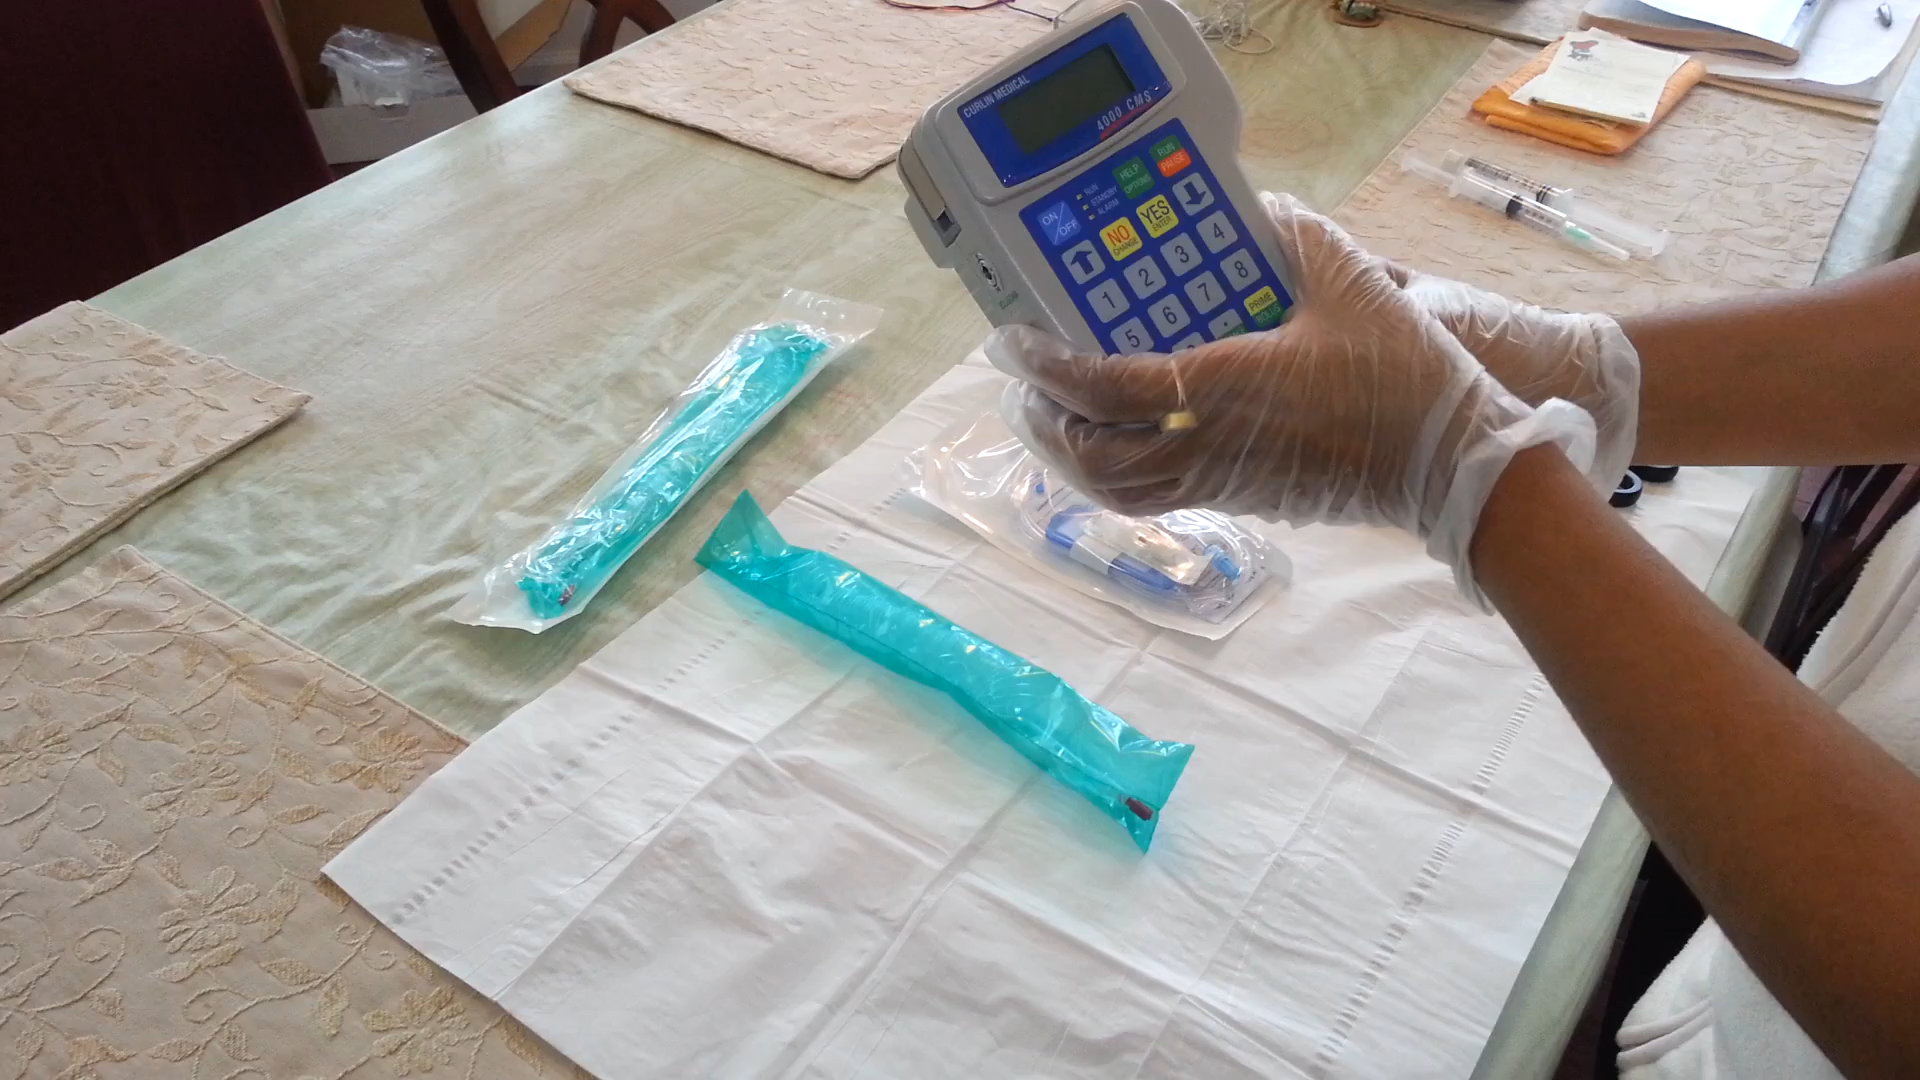 CURLIN MEDICAL
4000 CMS
RUN
STANDBY
ALARM
HELP
OPTIONS
RUN
PAUSE
ON/OFF
NO
CHANGE
YES
ENTER
1 2 3 4
5 6 7 8
PRIME
BOLUS